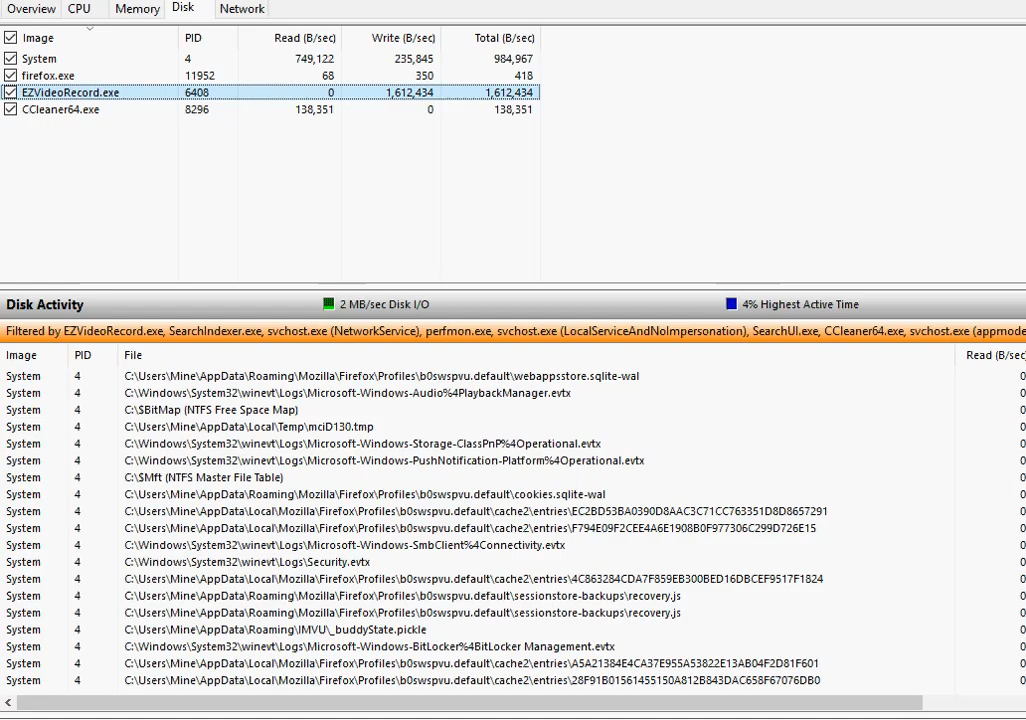 Overview CPU Memory Disk Network
Image PID Read (B/sec) Write (B/sec) Total (B/sec)
System 4 749,122 235,845 984,967
firefox.exe 11952 68 350 418
EZVideoRecord.exe 6408 0 1,612,434 1,612,434
CCleaner64.exe 8296 138,351 0 138,351
Disk Activity 2 MB/sec Disk I/O 4% Highest Active Time
Filtered by EZVideoRecord.exe, SearchIndexer.exe, svchost.exe (NetworkService), perfmon.exe, svchost.exe (LocalServiceAndNoImpersonation), SearchUI.exe, CCleaner64.exe, svchost.exe (appmode
Image PID File Read (B/sec)
System 4 C:\Users\Mine\AppData\Roaming\Mozilla\Firefox\Profiles\b0swspvu.default\webappsstore.sqlite-wal 0
System 4 C:\Windows\System32\winevt\Logs\Microsoft-Windows-Audio%4PlaybackManager.evtx 0
System 4 C:\$BitMap (NTFS Free Space Map) 0
System 4 C:\Users\Mine\AppData\Local\Temp\mciD130.tmp 0
System 4 C:\Windows\System32\winevt\Logs\Microsoft-Windows-Storage-ClassPnP%4Operational.evtx 0
System 4 C:\Windows\System32\winevt\Logs\Microsoft-Windows-PushNotification-Platform%4Operational.evtx 0
System 4 C:\$Mft (NTFS Master File Table) 0
System 4 C:\Users\Mine\AppData\Roaming\Mozilla\Firefox\Profiles\b0swspvu.default\cookies.sqlite-wal 0
System 4 C:\Users\Mine\AppData\Local\Mozilla\Firefox\Profiles\b0swspvu.default\cache2\entries\EC2BD53BA0390D8AAC3C71CC763351D8D8657291 0
System 4 C:\Users\Mine\AppData\Local\Mozilla\Firefox\Profiles\b0swspvu.default\cache2\entries\F794E09F2CEE4A6E1908B0F977306C299D726E15 0
System 4 C:\Windows\System32\winevt\Logs\Microsoft-Windows-SmbClient%4Connectivity.evtx 0
System 4 C:\Windows\System32\winevt\Logs\Security.evtx 0
System 4 C:\Users\Mine\AppData\Local\Mozilla\Firefox\Profiles\b0swspvu.default\cache2\entries\4C863284CDA7F859EB300BED16DBCEF9517F1824 0
System 4 C:\Users\Mine\AppData\Roaming\Mozilla\Firefox\Profiles\b0swspvu.default\sessionstore-backups\recovery.js 0
System 4 C:\Users\Mine\AppData\Roaming\Mozilla\Firefox\Profiles\b0swspvu.default\sessionstore-backups\recovery.js 0
System 4 C:\Users\Mine\AppData\Roaming\IMVU\_buddyState.pickle 0
System 4 C:\Windows\System32\winevt\Logs\Microsoft-Windows-BitLocker%4BitLocker Management.evtx 0
System 4 C:\Users\Mine\AppData\Local\Mozilla\Firefox\Profiles\b0swspvu.default\cache2\entries\A5A21384E4CA37E955A53822E13AB04F2D81F601 0
System 4 C:\Users\Mine\AppData\Local\Mozilla\Firefox\Profiles\b0swspvu.default\cache2\entries\28F91B01561455150A812B843DAC658F67076DB0 0